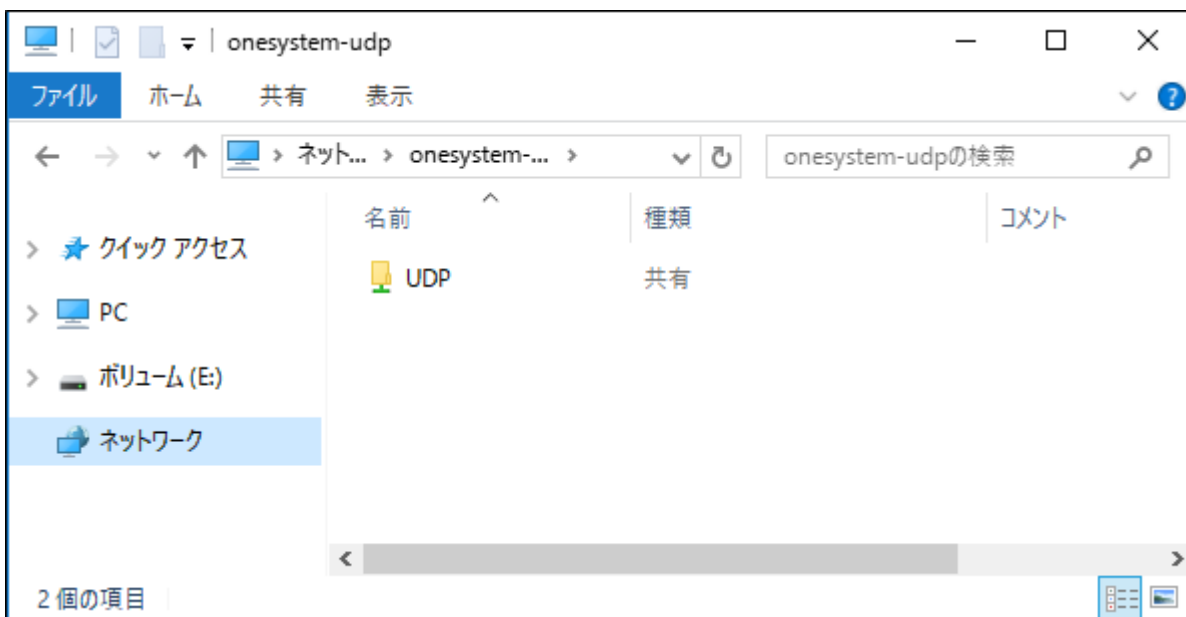 onesystem-udp
ファイル ホーム 共有 表示
ネット... onesystem-... onesystem-udpの検索
名前 種類 コメント
クイック アクセス
UDP 共有
PC
ボリューム (E:)
ネットワーク
2 個の項目